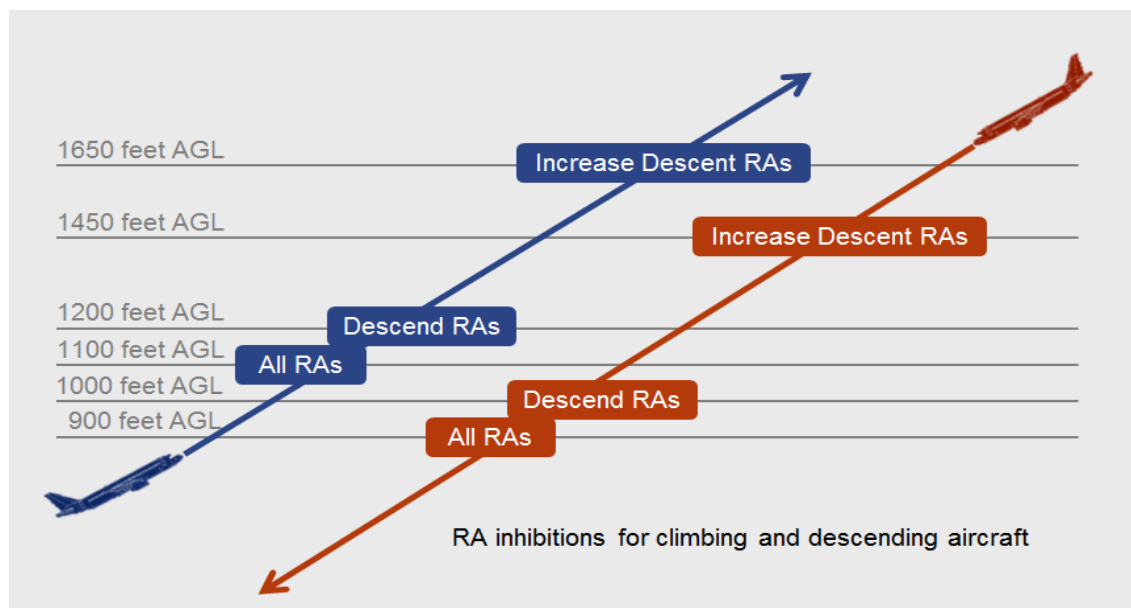 1650 feet AGL
Increase Descent RAs
1450 feet AGL
Increase Descent RAs
1200 feet AGL
Descend RAs
1100 feet AGL
All RAs
1000 feet AGL
Descend RAs
900 feet AGL
All RAs
RA inhibitions for climbing and descending aircraft